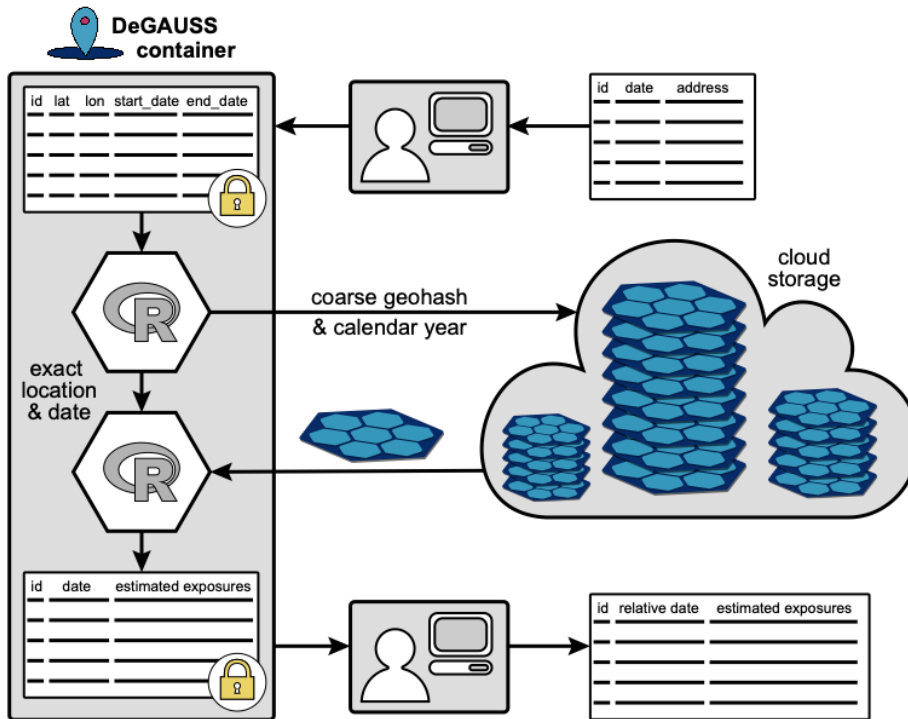 DeGAUSS
container
id lat lon start_date end_date
id date address
cloud
storage
R
coarse geohash
& calendar year
exact
location
& date
R
id date estimated exposures
id relative date estimated exposures